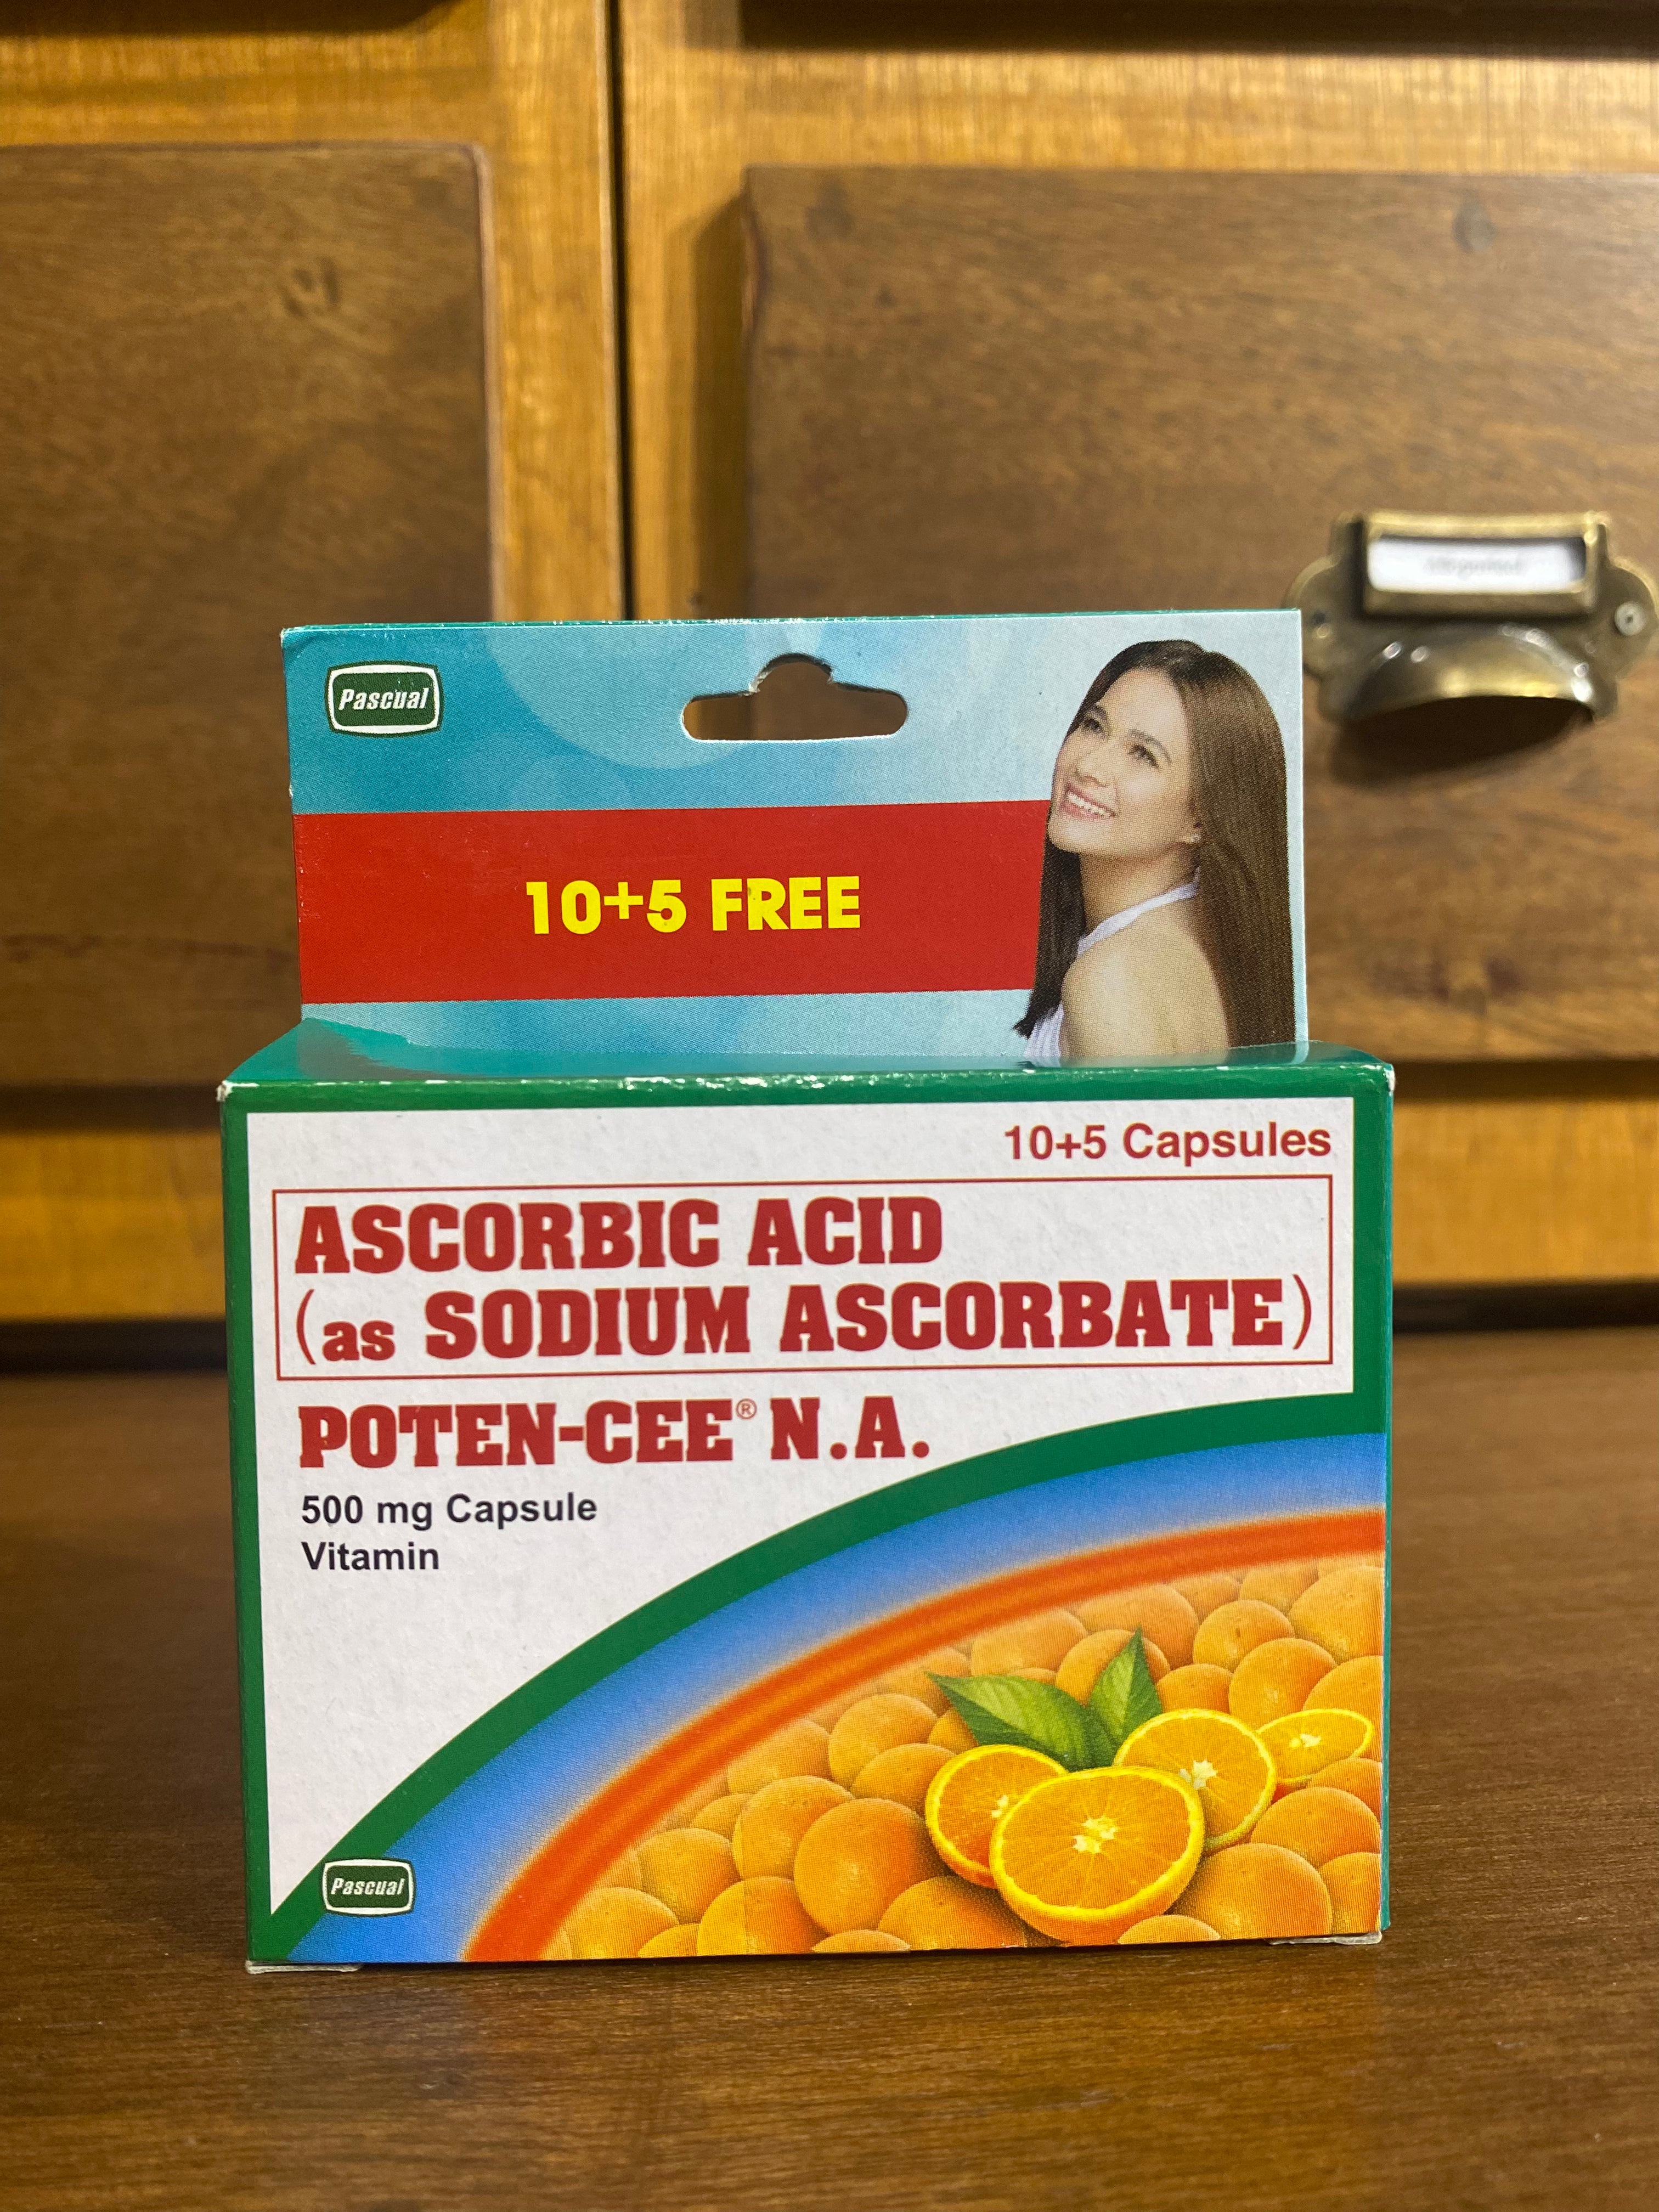 Pascual
10+5 FREE
10+5 Capsules
ASCORBIC ACID
(as SODIUM ASCORBATE)
POTEN-CEE® N.A.
500 mg Capsule
Vitamin
Pascual